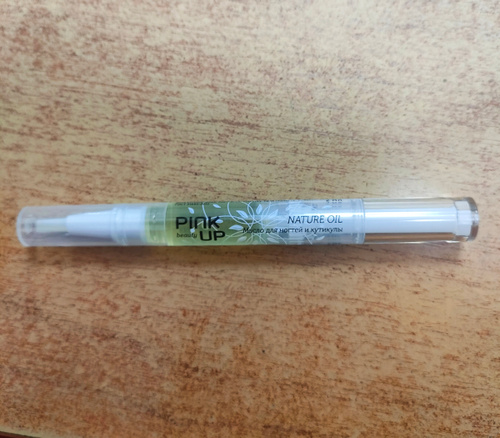 PINK
beauty UP
NATURE OIL
Масло для ногтей и кутикулы